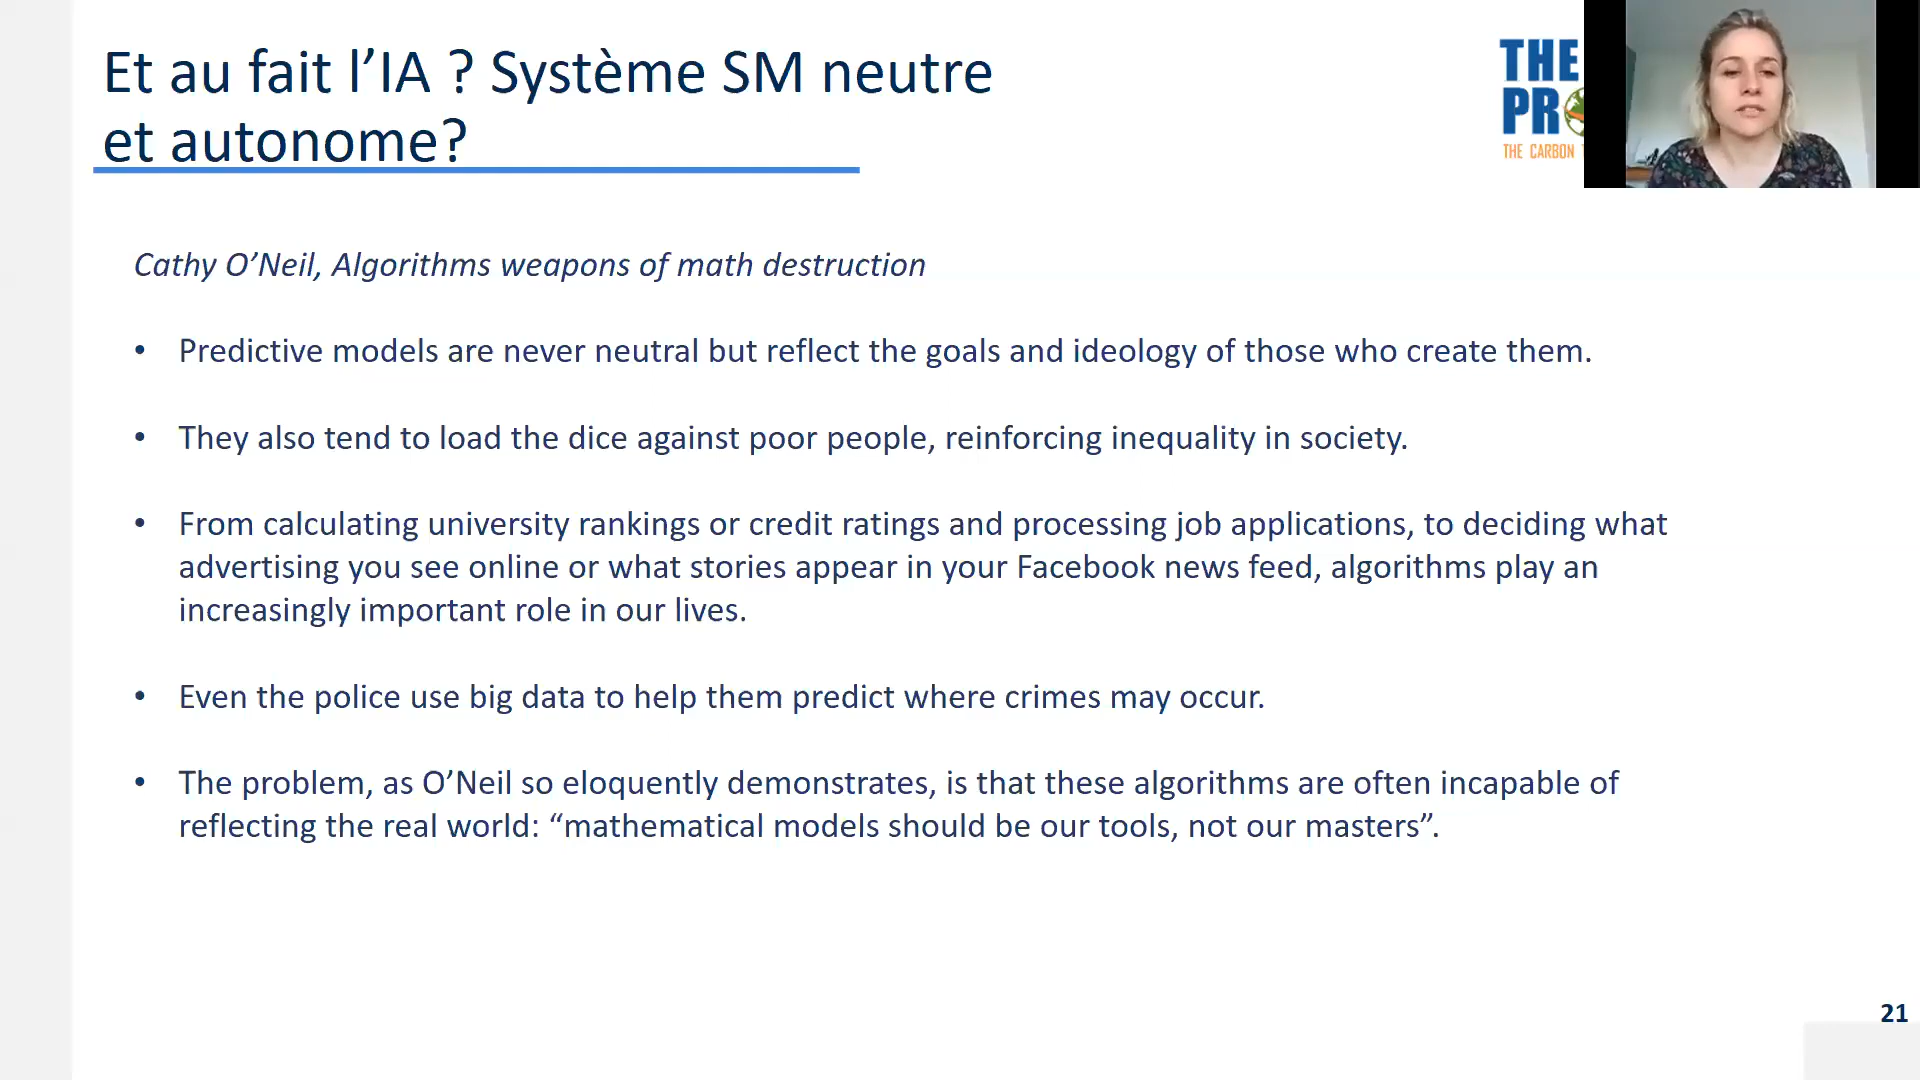 Et au fait l’IA ? Système SM neutre
et autonome?
THE
PRO
THE CARBON
Cathy O’Neil, Algorithms weapons of math destruction
• Predictive models are never neutral but reflect the goals and ideology of those who create them.
• They also tend to load the dice against poor people, reinforcing inequality in society.
• From calculating university rankings or credit ratings and processing job applications, to deciding what
advertising you see online or what stories appear in your Facebook news feed, algorithms play an
increasingly important role in our lives.
• Even the police use big data to help them predict where crimes may occur.
• The problem, as O’Neil so eloquently demonstrates, is that these algorithms are often incapable of
reflecting the real world: “mathematical models should be our tools, not our masters”.
21